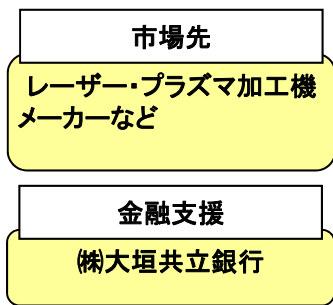 市場先
レーザー・プラズマ加工機
メーカーなど
金融支援
㈱大垣共立銀行